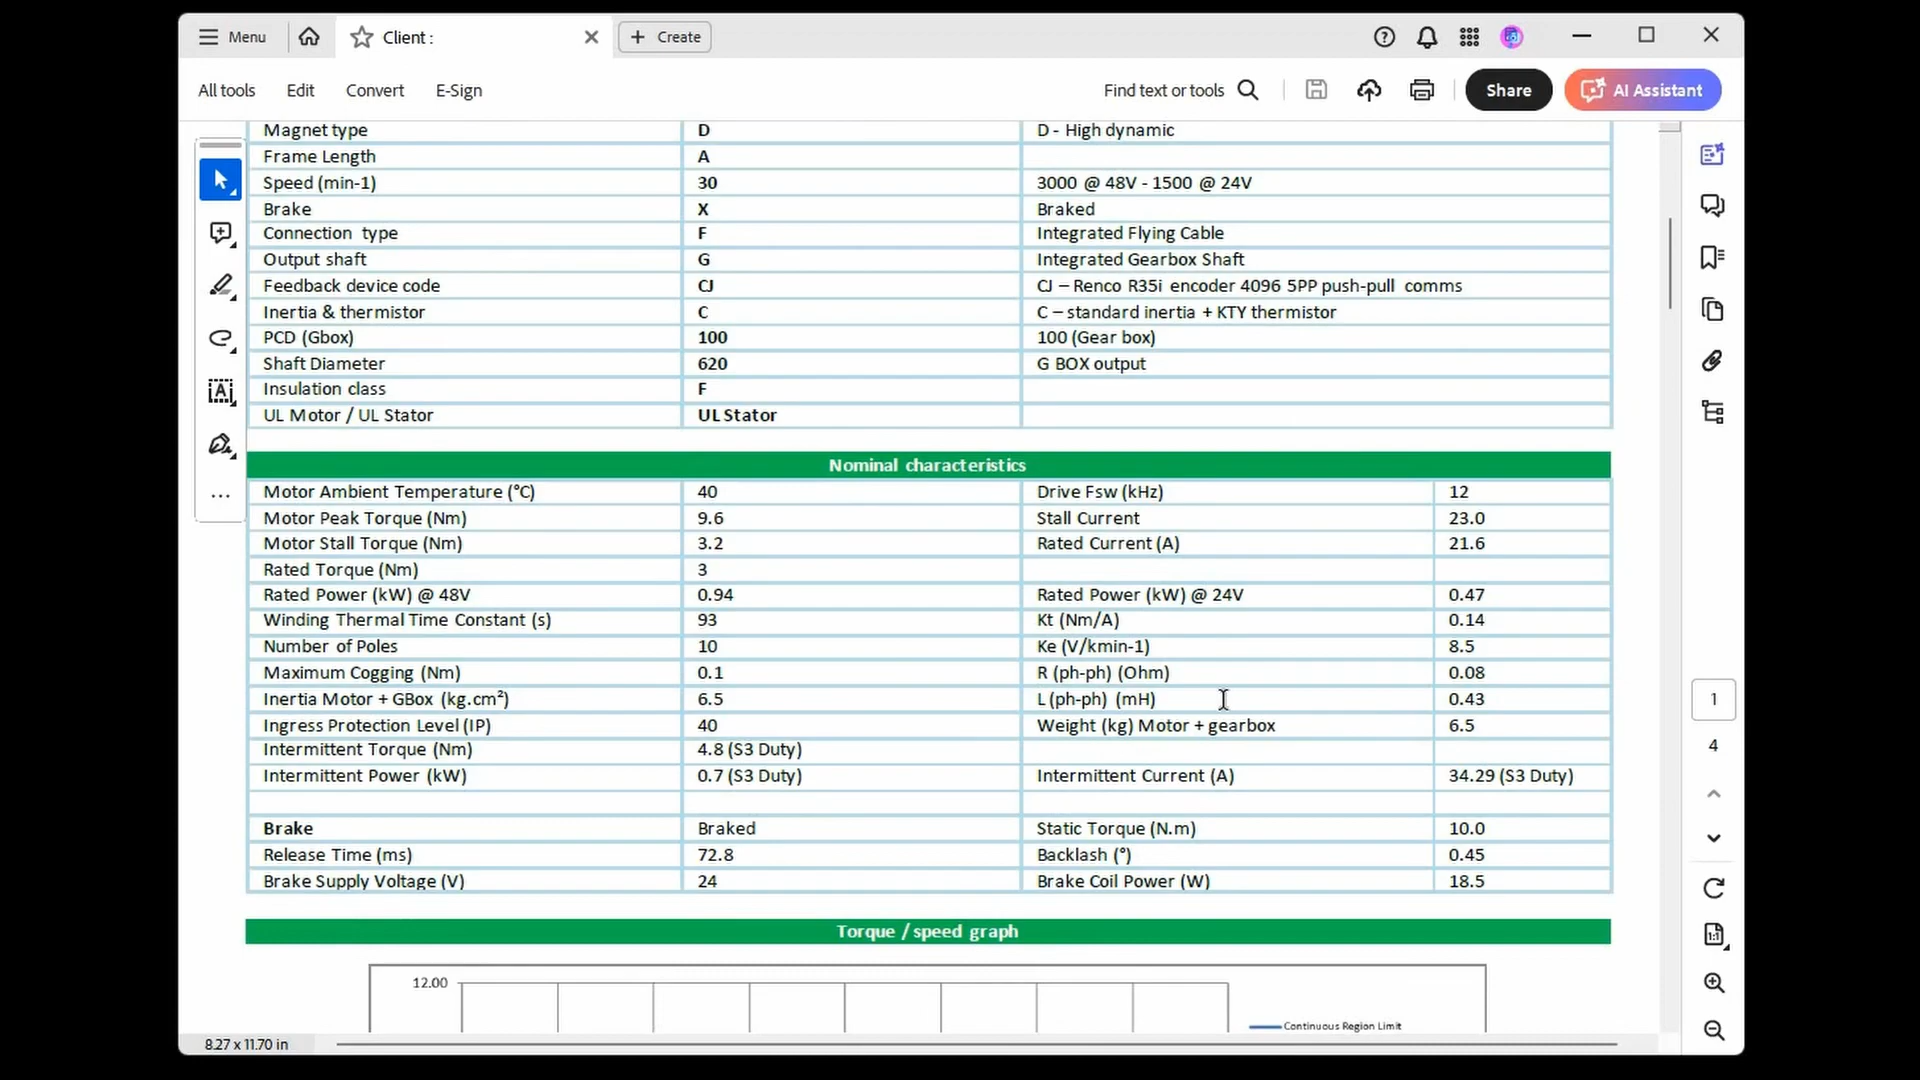 Menu
Client :
Create
All tools
Edit
Convert
E-Sign
Find text or tools
Share
AI Assistant
Magnet type D D - High dynamic
Frame Length A
Speed (min-1) 30 3000 @ 48V - 1500 @ 24V
Brake X Braked
Connection type F Integrated Flying Cable
Output shaft G Integrated Gearbox Shaft
Feedback device code CJ CJ – Renco R35i encoder 4096 5PP push-pull comms
Inertia & thermistor C C – standard inertia + KTY thermistor
PCD (Gbox) 100 100 (Gear box)
Shaft Diameter 620 G BOX output
Insulation class F
UL Motor / UL Stator UL Stator
Nominal characteristics
Motor Ambient Temperature (°C) 40 Drive Fsw (kHz) 12
Motor Peak Torque (Nm) 9.6 Stall Current 23.0
Motor Stall Torque (Nm) 3.2 Rated Current (A) 21.6
Rated Torque (Nm) 3
Rated Power (kW) @ 48V 0.94 Rated Power (kW) @ 24V 0.47
Winding Thermal Time Constant (s) 93 Kt (Nm/A) 0.14
Number of Poles 10 Ke (V/kmin-1) 8.5
Maximum Cogging (Nm) 0.1 R (ph-ph) (Ohm) 0.08
Inertia Motor + GBox (kg.cm²) 6.5 L (ph-ph) (mH) 0.43
Ingress Protection Level (IP) 40 Weight (kg) Motor + gearbox 6.5
Intermittent Torque (Nm) 4.8 (S3 Duty)
Intermittent Power (kW) 0.7 (S3 Duty) Intermittent Current (A) 34.29 (S3 Duty)
Brake Braked Static Torque (N.m) 10.0
Release Time (ms) 72.8 Backlash (°) 0.45
Brake Supply Voltage (V) 24 Brake Coil Power (W) 18.5
Torque / speed graph
12.00
Continuous Region Limit
1
4
1:1
8.27 x 11.70 in